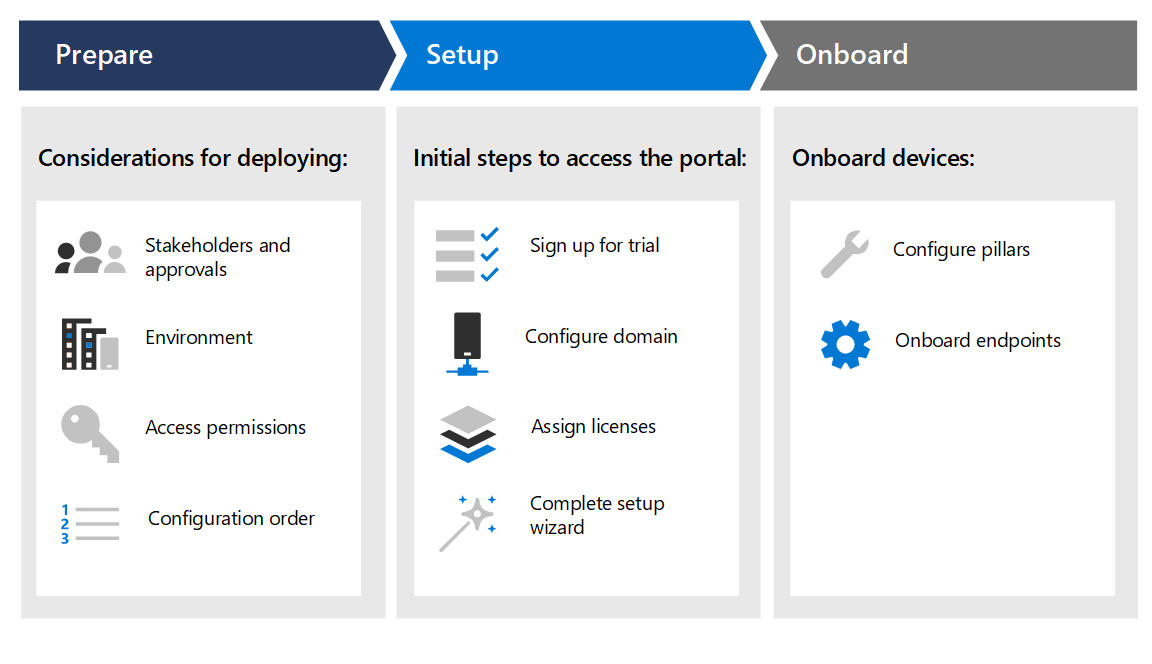 Prepare
Setup
Onboard
Considerations for deploying:
Stakeholders and
approvals
Environment
Access permissions
1
2
3
Configuration order
Initial steps to access the portal:
Sign up for trial
Configure domain
Assign licenses
Complete setup
wizard
Onboard devices:
Configure pillars
Onboard endpoints